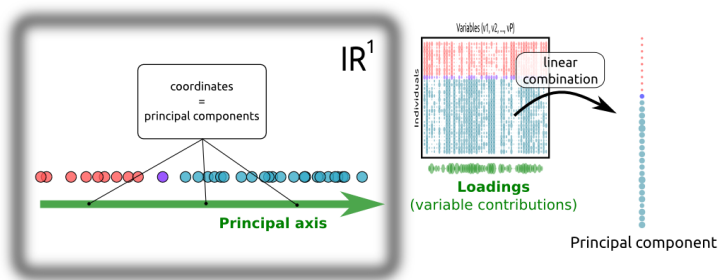 IR¹
coordinates
=
principal components
Principal axis
Variables (v1, v2, ..., vP)
Individuals
linear
combination
Loadings
(variable contributions)
Principal component